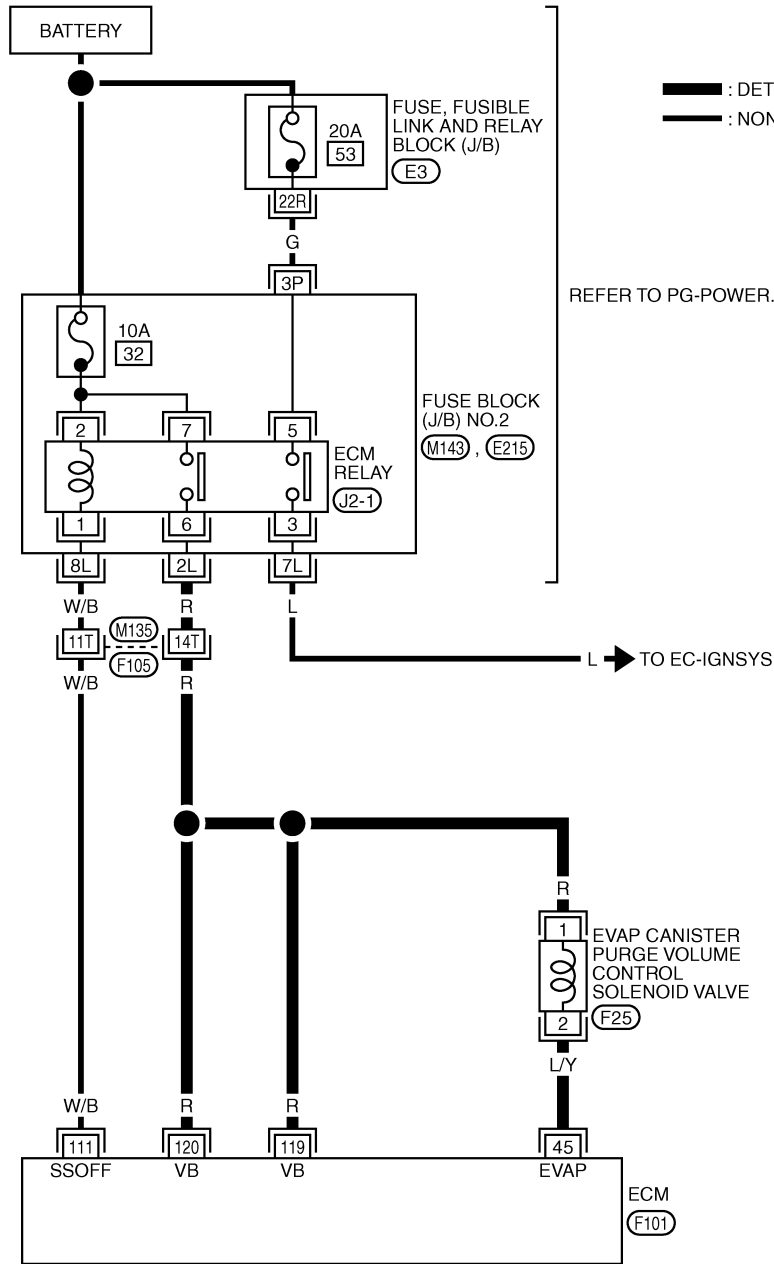 BATTERY
: DET
: NON
FUSE, FUSIBLE
LINK AND RELAY
BLOCK (J/B)
E3
20A
53
22R
G
3P
REFER TO PG-POWER.
10A
32
FUSE BLOCK
(J/B) NO.2
M143 , E215
2
7
5
ECM
RELAY
J2-1
1
6
3
8L
2L
7L
W/B
R
L
11T
M135
14T
F105
W/B
R
L
TO EC-IGNSYS
R
1
EVAP CANISTER
PURGE VOLUME
CONTROL
SOLENOID VALVE
2
F25
L/Y
W/B
R
R
111
120
119
45
SSOFF
VB
VB
EVAP
ECM
F101